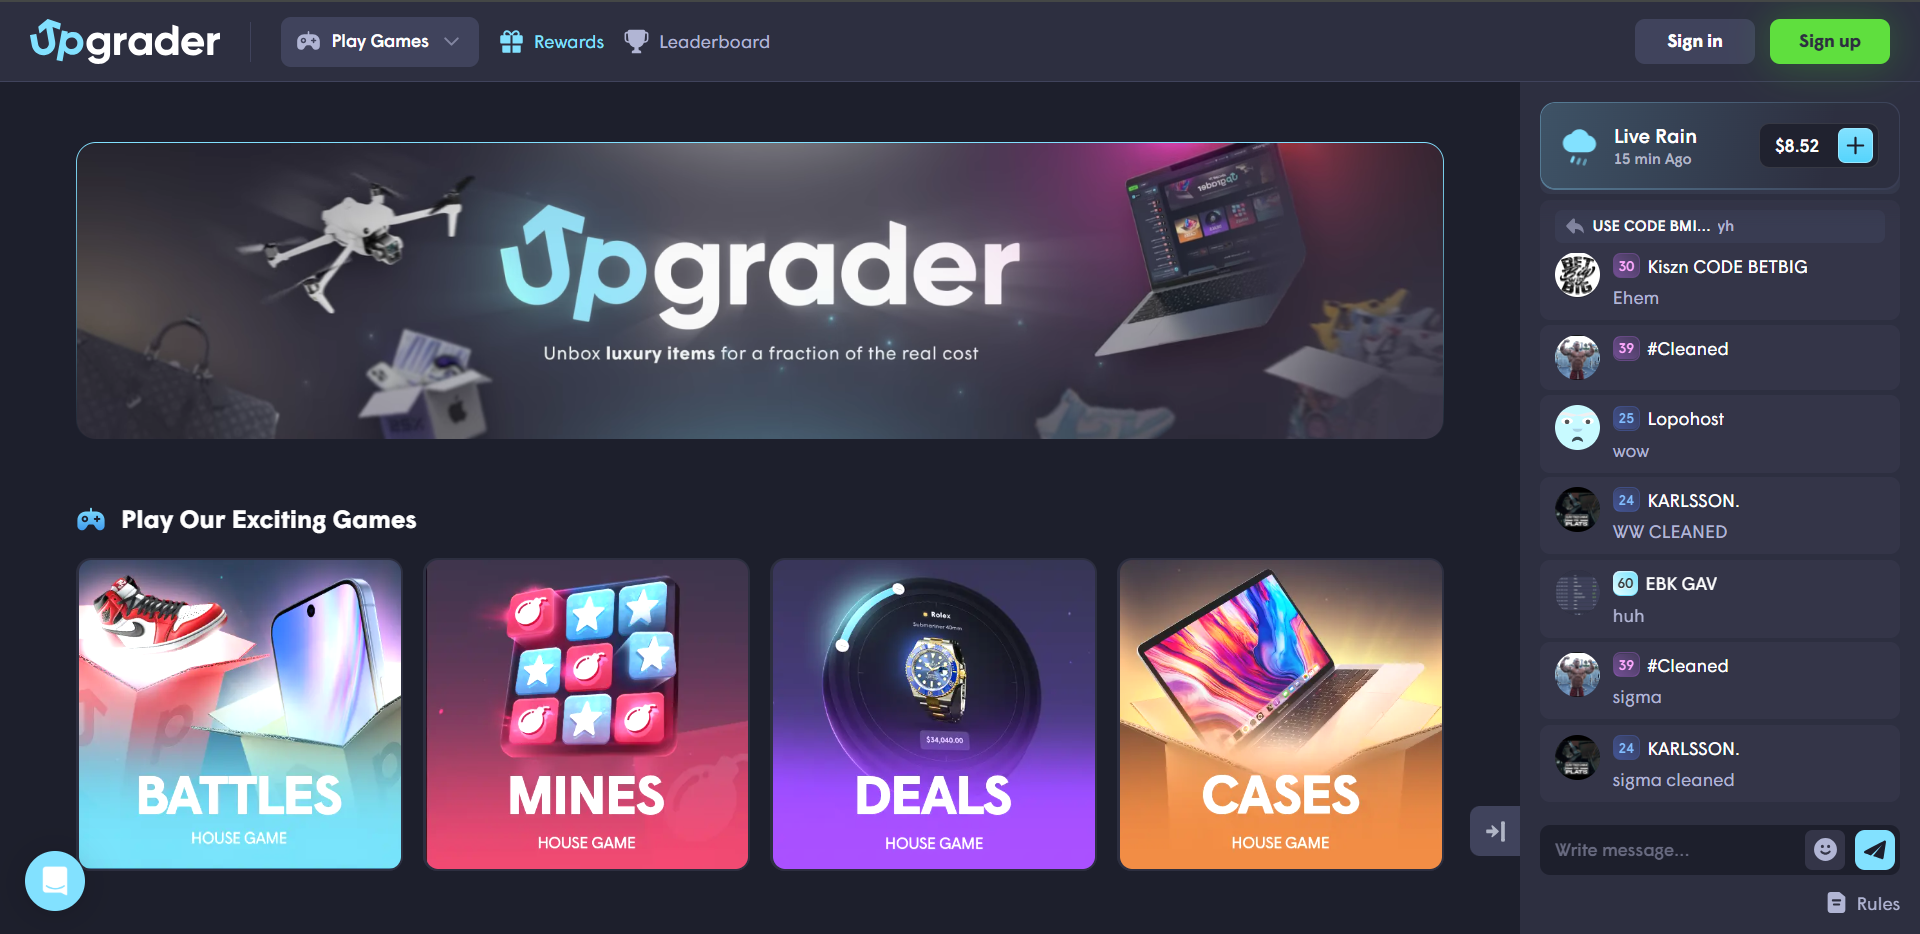 Upgrader
Play Games
Rewards
Leaderboard
Sign in
Sign up
Upgrader
Unbox luxury items for a fraction of the real cost
Play Our Exciting Games
BATTLES
HOUSE GAME
MINES
HOUSE GAME
Rolex
Submariner 40mm
$34,040.00
DEALS
HOUSE GAME
CASES
HOUSE GAME
Live Rain
15 min Ago
$8.52
USE CODE BMI... yh
BET BIG
30 Kiszn CODE BETBIG
Ehem
39 #Cleaned
25 Lopohost
wow
24 KARLSSON.
WW CLEANED
60 EBK GAV
huh
39 #Cleaned
sigma
24 KARLSSON.
sigma cleaned
Write message...
Rules